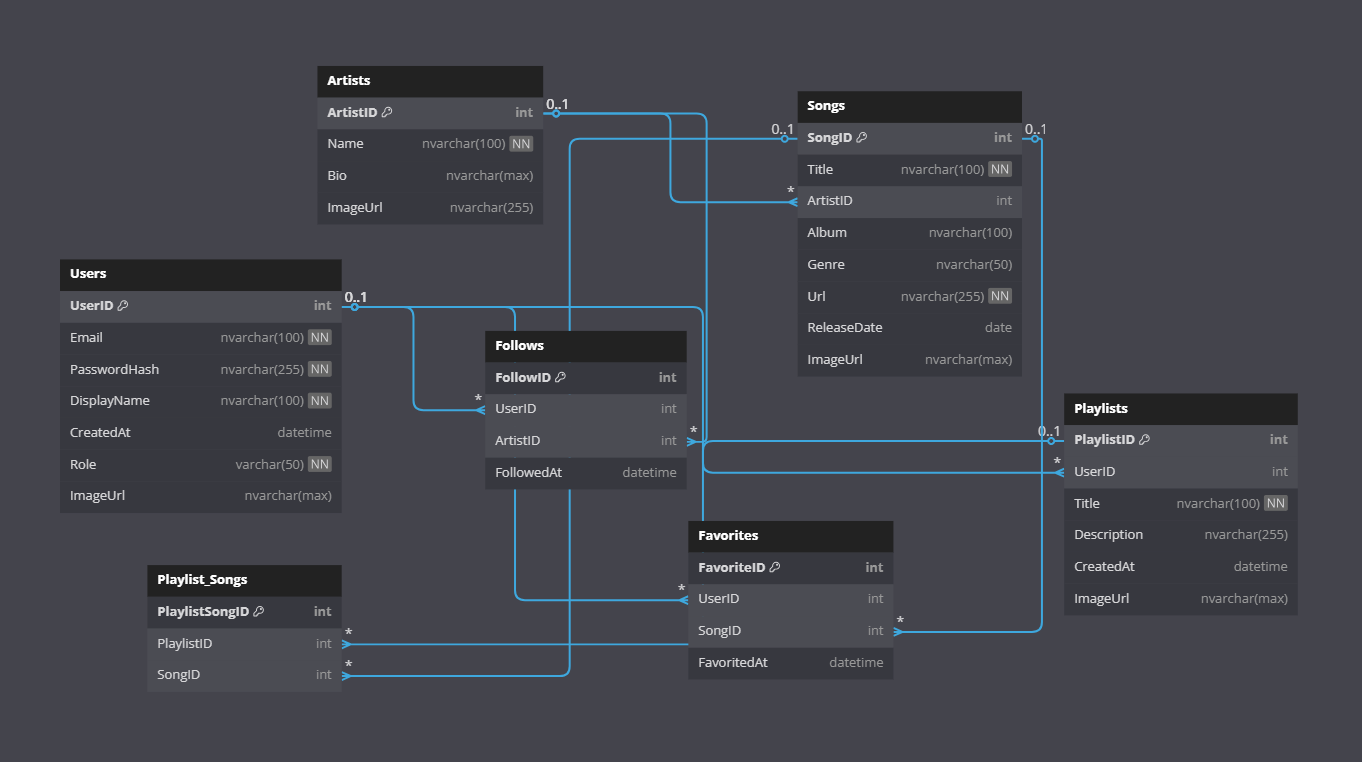 Artists
ArtistID int
Name nvarchar(100) NN
Bio nvarchar(max)
ImageUrl nvarchar(255)
0..1
Songs
SongID int
Title nvarchar(100) NN
ArtistID int
Album nvarchar(100)
Genre nvarchar(50)
Url nvarchar(255) NN
ReleaseDate date
ImageUrl nvarchar(max)
0..1
0..1
*
Users
UserID int
Email nvarchar(100) NN
PasswordHash nvarchar(255) NN
DisplayName nvarchar(100) NN
CreatedAt datetime
Role varchar(50) NN
ImageUrl nvarchar(max)
0..1
Follows
FollowID int
UserID int
ArtistID int
FollowedAt datetime
*
*
Playlists
PlaylistID int
UserID int
Title nvarchar(100) NN
Description nvarchar(255)
CreatedAt datetime
ImageUrl nvarchar(max)
0..1
*
Favorites
FavoriteID int
UserID int
SongID int
FavoritedAt datetime
*
*
Playlist_Songs
PlaylistSongID int
PlaylistID int
SongID int
*
*